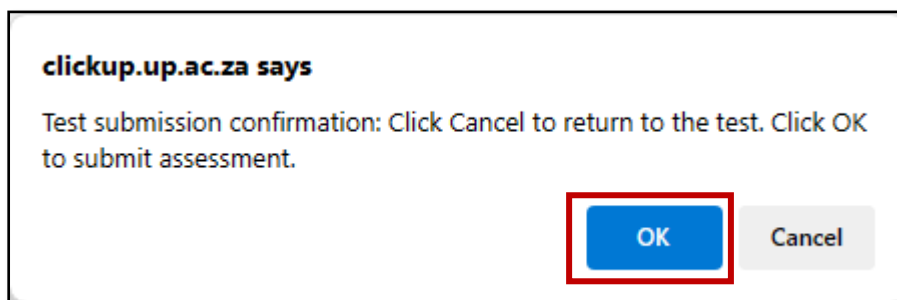 clickup.up.ac.za says
Test submission confirmation: Click Cancel to return to the test. Click OK
to submit assessment.
OK Cancel